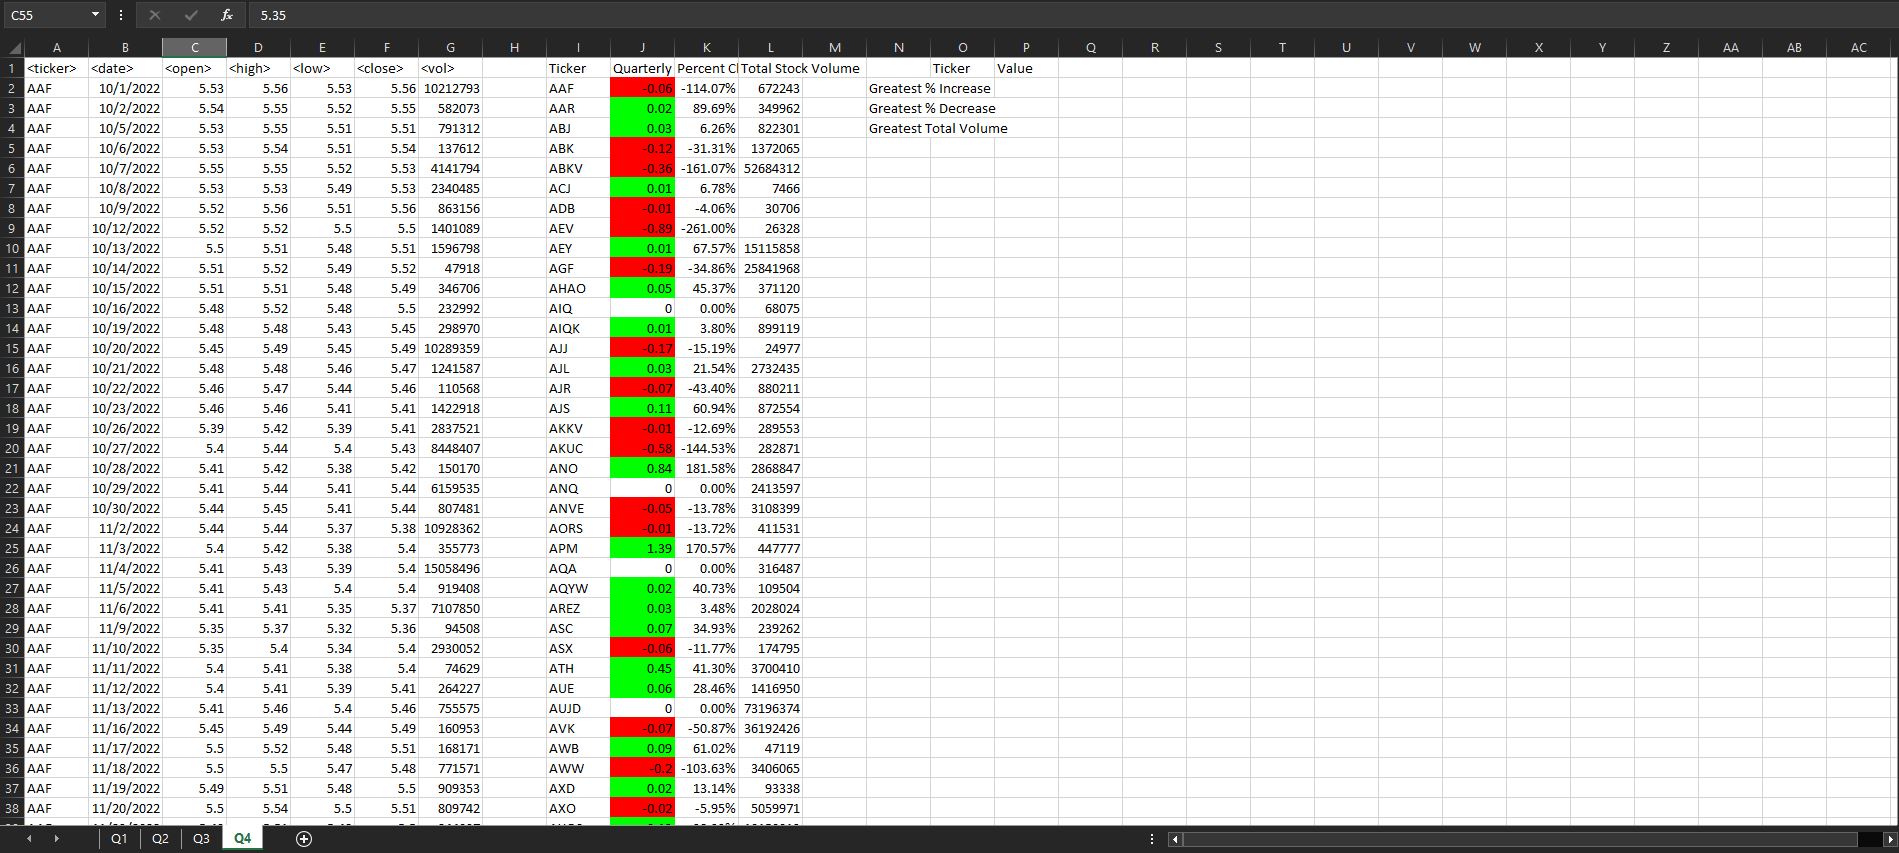 C55 fx 5.35
A B C D E F G H I J K L M N O P Q R S T U V W X Y Z AA AB AC
1 <ticker> <date> <open> <high> <low> <close> <vol> Ticker Quarterly Percent Cl Total Stock Volume Ticker Value
2 AAF 10/1/2022 5.53 5.56 5.53 5.56 10212793 AAF -0.06 -114.07% 672243 Greatest % Increase
3 AAF 10/2/2022 5.54 5.55 5.52 5.55 582073 AAR 0.02 89.69% 349962 Greatest % Decrease
4 AAF 10/5/2022 5.53 5.55 5.51 5.51 791312 ABJ 0.03 6.26% 822301 Greatest Total Volume
5 AAF 10/6/2022 5.53 5.54 5.51 5.54 137612 ABK -0.12 -31.31% 1372065
6 AAF 10/7/2022 5.55 5.55 5.52 5.53 4141794 ABKV -0.36 -161.07% 52684312
7 AAF 10/8/2022 5.53 5.53 5.49 5.53 2340485 ACJ 0.01 6.78% 7466
8 AAF 10/9/2022 5.52 5.56 5.51 5.56 863156 ADB -0.01 -4.06% 30706
9 AAF 10/12/2022 5.52 5.52 5.5 5.5 1401089 AEV -0.89 -261.00% 26328
10 AAF 10/13/2022 5.5 5.51 5.48 5.51 1596798 AEY 0.01 67.57% 15115858
11 AAF 10/14/2022 5.51 5.52 5.49 5.52 47918 AGF -0.19 -34.86% 25841968
12 AAF 10/15/2022 5.51 5.51 5.48 5.49 346706 AHAO 0.05 45.37% 371120
13 AAF 10/16/2022 5.48 5.52 5.48 5.5 232992 AIQ 0 0.00% 68075
14 AAF 10/19/2022 5.48 5.48 5.43 5.45 298970 AIQK 0.01 3.80% 899119
15 AAF 10/20/2022 5.45 5.49 5.45 5.49 10289359 AJJ -0.17 -15.19% 24977
16 AAF 10/21/2022 5.48 5.48 5.46 5.47 1241587 AJL 0.03 21.54% 2732435
17 AAF 10/22/2022 5.46 5.47 5.44 5.46 110568 AJR -0.07 -43.40% 880211
18 AAF 10/23/2022 5.46 5.46 5.41 5.41 1422918 AJS 0.11 60.94% 872554
19 AAF 10/26/2022 5.39 5.42 5.39 5.41 2837521 AKKV -0.01 -12.69% 289553
20 AAF 10/27/2022 5.4 5.44 5.4 5.43 8448407 AKUC -0.58 -144.53% 282871
21 AAF 10/28/2022 5.41 5.42 5.38 5.42 150170 ANO 0.84 181.58% 2868847
22 AAF 10/29/2022 5.41 5.44 5.41 5.44 6159535 ANQ 0 0.00% 2413597
23 AAF 10/30/2022 5.44 5.45 5.41 5.44 807481 ANVE -0.05 -13.78% 3108399
24 AAF 11/2/2022 5.44 5.44 5.37 5.38 10928362 AORS -0.01 -13.72% 411531
25 AAF 11/3/2022 5.4 5.42 5.38 5.4 355773 APM 1.39 170.57% 447777
26 AAF 11/4/2022 5.41 5.43 5.39 5.4 15058496 AQA 0 0.00% 316487
27 AAF 11/5/2022 5.41 5.43 5.4 5.4 919408 AQYW 0.02 40.73% 109504
28 AAF 11/6/2022 5.41 5.41 5.35 5.37 7107850 AREZ 0.03 3.48% 2028024
29 AAF 11/9/2022 5.35 5.37 5.32 5.36 94508 ASC 0.07 34.93% 239262
30 AAF 11/10/2022 5.35 5.4 5.34 5.4 2930052 ASX -0.06 -11.77% 174795
31 AAF 11/11/2022 5.4 5.41 5.38 5.4 74629 ATH 0.45 41.30% 3700410
32 AAF 11/12/2022 5.4 5.41 5.39 5.41 264227 AUE 0.06 28.46% 1416950
33 AAF 11/13/2022 5.41 5.46 5.4 5.46 755575 AUJD 0 0.00% 73196374
34 AAF 11/16/2022 5.45 5.49 5.44 5.49 160953 AVK -0.07 -50.87% 36192426
35 AAF 11/17/2022 5.5 5.52 5.48 5.51 168171 AWB 0.09 61.02% 47119
36 AAF 11/18/2022 5.5 5.5 5.47 5.48 771571 AWW -0.2 -103.63% 3406065
37 AAF 11/19/2022 5.49 5.51 5.48 5.5 909353 AXD 0.02 13.14% 93338
38 AAF 11/20/2022 5.5 5.54 5.5 5.51 809742 AXO -0.02 -5.95% 5059971
Q1 Q2 Q3 Q4